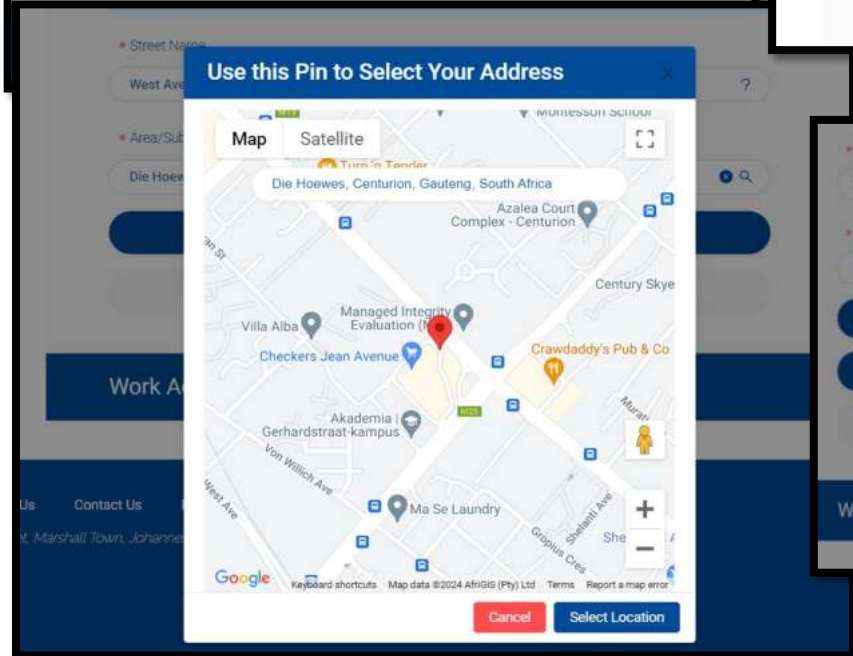 * Street Name
West Ave
?
Use this Pin to Select Your Address
x
* Area/Sub
Die Hoew
Map
Satellite
Montessori School
Turn 'n Tender
Die Hoewes, Centurion, Gauteng, South Africa
Azalea Court
Complex - Centurion
Century Skye
Managed Integrity
Evaluation (M
Villa Alba
Checkers Jean Avenue
Crawdaddy's Pub & Co
M25
Akademia |
Gerhardstraat-kampus
Von Willich Ave
West Ave
Ma Se Laundry
Gropius Cres
Shelanti Ave
She
+
−
Google
Keyboard shortcuts
Map data ©2024 AfriGIS (Pty) Ltd
Terms
Report a map error
Cancel
Select Location
Work A
Us
Contact Us
t, Marshall Town, Johanne
W